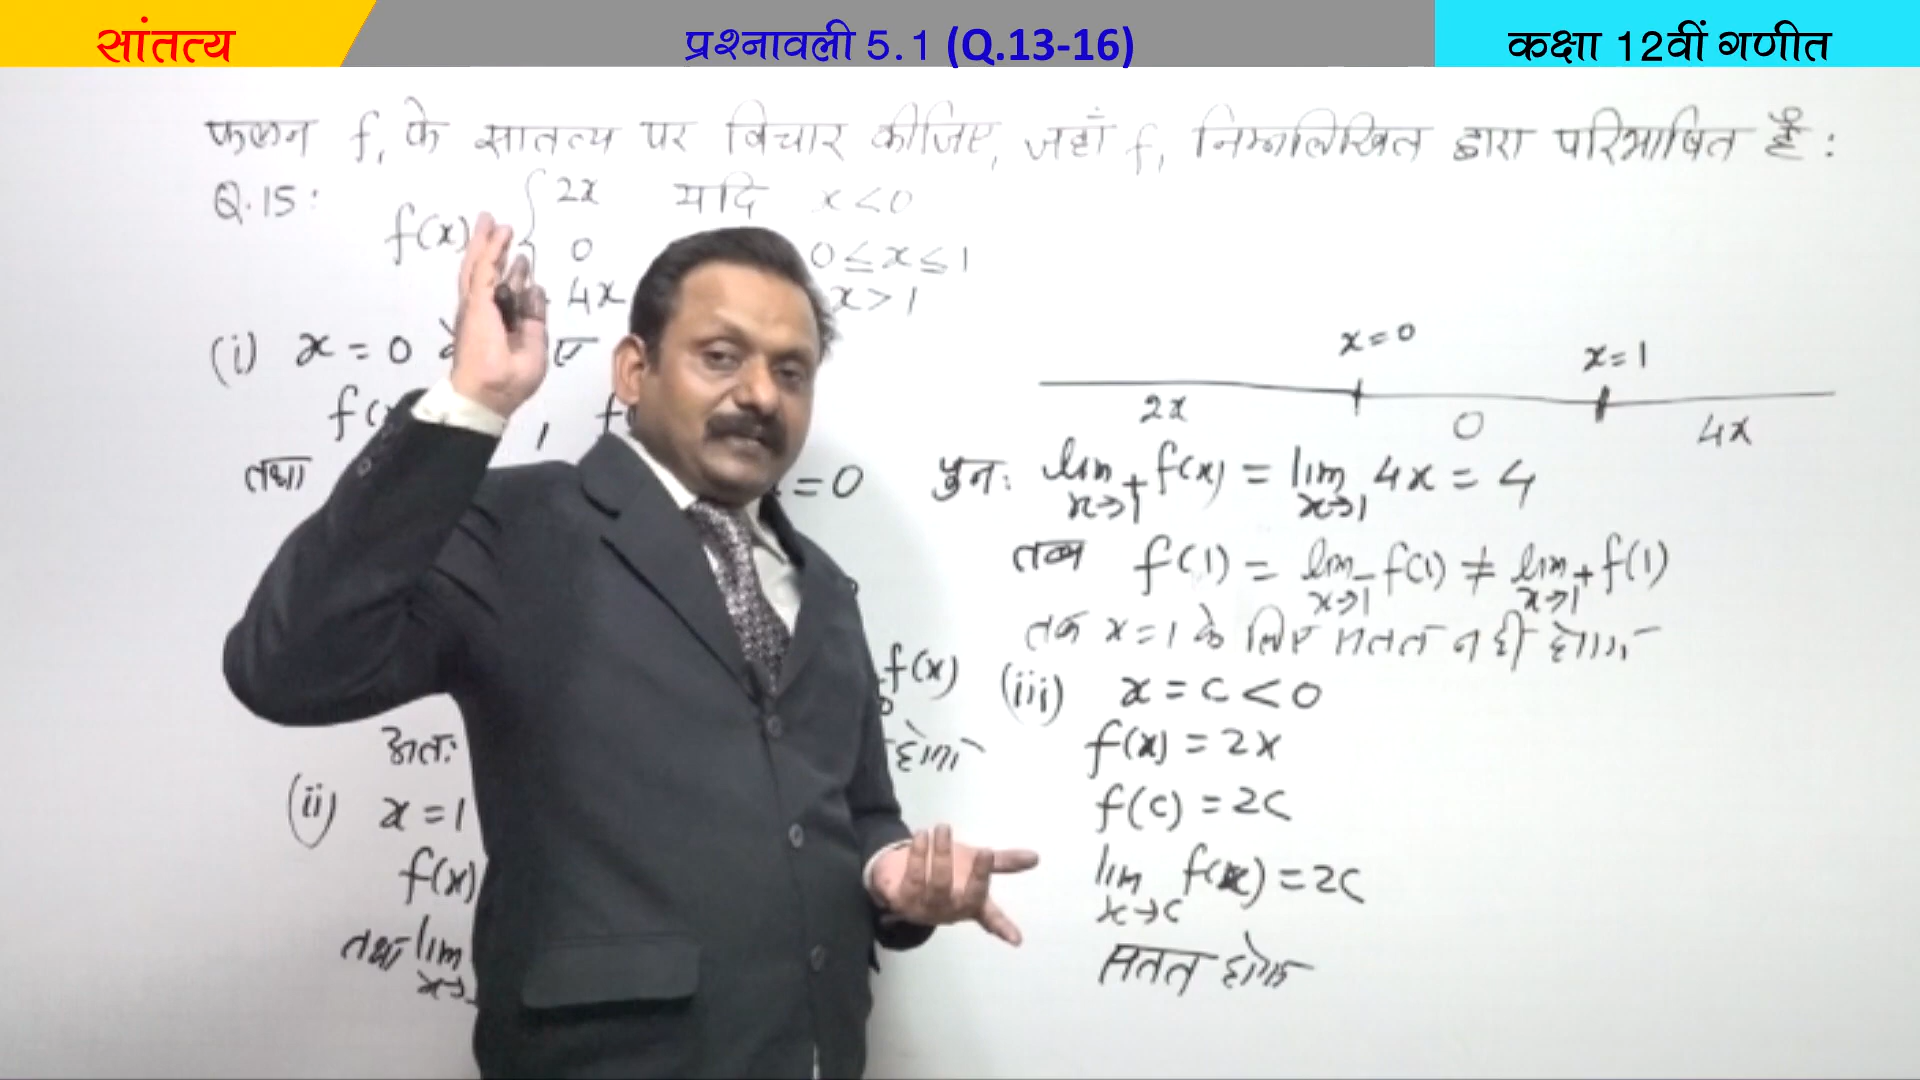 सांतत्य
प्रश्नावली 5.1 (Q.13-16)
कक्षा 12वीं गणीत
फलन f, के सातत्य पर विचार कीजिए, जहाँ f, निम्नलिखित द्वारा परिभाषित है :
Q.15:
f(x)
2x यदि x<0
0 0≤x≤1
4x x>1
(i) x = 0
तथा =0
f(x)
अतः होगा
(ii) x = 1
f(x)
तथा lim
x→
x=0 x=1
2x 0 4x
पुनः lim x→1+ f(x) = lim x→1 4x = 4
तब f(1) = lim x→1- f(1) ≠ lim x→1+ f(1)
x=1 के लिए सतत नहीं होगा
(iii) x = c < 0
f(x) = 2x
f(c) = 2c
lim x→c f(x) = 2c
सतत होगा